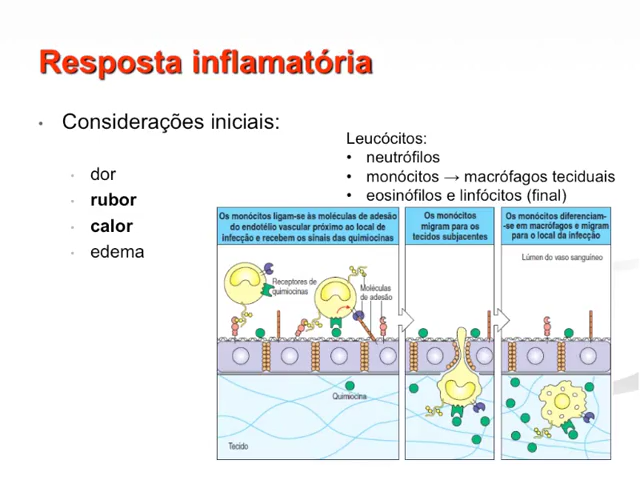 Resposta inflamatória
• Considerações iniciais:
• dor
• rubor
• calor
• edema
Leucócitos:
• neutrófilos
• monócitos → macrófagos teciduais
• eosinófilos e linfócitos (final)
Os monócitos ligam-se às moléculas de adesão
do endotélio vascular próximo ao local de
infecção e recebem os sinais das quimiocinas
Os monócitos
migram para os
tecidos subjacentes
Os monócitos diferenciam-
-se em macrófagos e migram
para o local da infecção
Receptores de
quimiocinas
Moléculas
de adesão
Lúmen do vaso sanguíneo
Quimiocina
Tecido